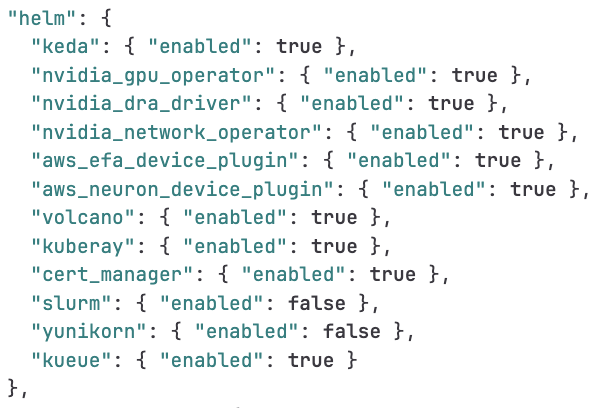 "helm": {
  "keda": { "enabled": true },
  "nvidia_gpu_operator": { "enabled": true },
  "nvidia_dra_driver": { "enabled": true },
  "nvidia_network_operator": { "enabled": true },
  "aws_efa_device_plugin": { "enabled": true },
  "aws_neuron_device_plugin": { "enabled": true },
  "volcano": { "enabled": true },
  "kuberay": { "enabled": true },
  "cert_manager": { "enabled": true },
  "slurm": { "enabled": false },
  "yunikorn": { "enabled": false },
  "kueue": { "enabled": true }
},